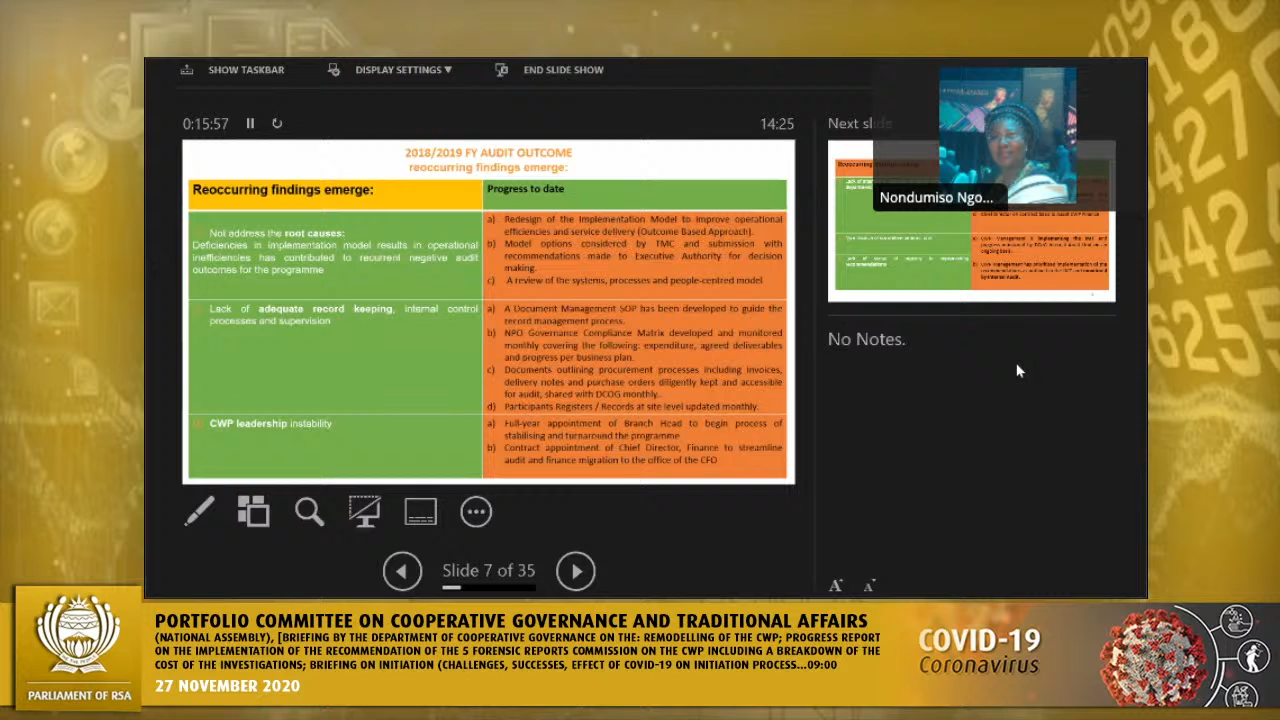 SHOW TASKBAR
DISPLAY SETTINGS ▼
END SLIDE SHOW
0:15:57
14:25
Next slide
2018/2019 FY AUDIT OUTCOME
reoccurring findings emerge:
Reoccurring findings emerge:
Progress to date
Not address the root causes:
Deficiencies in implementation model results in operational
inefficiencies has contributed to recurrent negative audit
outcomes for the programme
a) Redesign of the Implementation Model to improve operational
efficiencies and service delivery (Outcome Based Approach).
b) Model options considered by TMC and submission with
recommendations made to Executive Authority for decision
making.
c) A review of the systems, processes and people-centred model
Lack of adequate record keeping, internal control
processes and supervision
a) A Document Management SOP has been developed to guide the
record management process.
b) NPO Governance Compliance Matrix developed and monitored
monthly covering the following: expenditure, agreed deliverables
and progress per business plan.
c) Documents outlining procurement processes including invoices,
delivery notes and purchase orders diligently kept and accessible
for audit, shared with DCOG monthly..
d) Participants Registers / Records at site level updated monthly.
CWP leadership instability
a) Full-year appointment of Branch Head to begin process of
stabilising and turnaround the programme
b) Contract appointment of Chief Director, Finance to streamline
audit and finance migration to the office of the CFO
Nondumiso Ngo...
No Notes.
Slide 7 of 35
PARLIAMENT OF RSA
PORTFOLIO COMMITTEE ON COOPERATIVE GOVERNANCE AND TRADITIONAL AFFAIRS
(NATIONAL ASSEMBLY), [BRIEFING BY THE DEPARTMENT OF COOPERATIVE GOVERNANCE ON THE: REMODELLING OF THE CWP; PROGRESS REPORT
ON THE IMPLEMENTATION OF THE RECOMMENDATION OF THE 5 FORENSIC REPORTS COMMISSION ON THE CWP INCLUDING A BREAKDOWN OF THE
COST OF THE INVESTIGATIONS; BRIEFING ON INITIATION (CHALLENGES, SUCCESSES, EFFECT OF COVID-19 ON INITIATION PROCESS...09:00
27 NOVEMBER 2020
COVID-19
Coronavirus